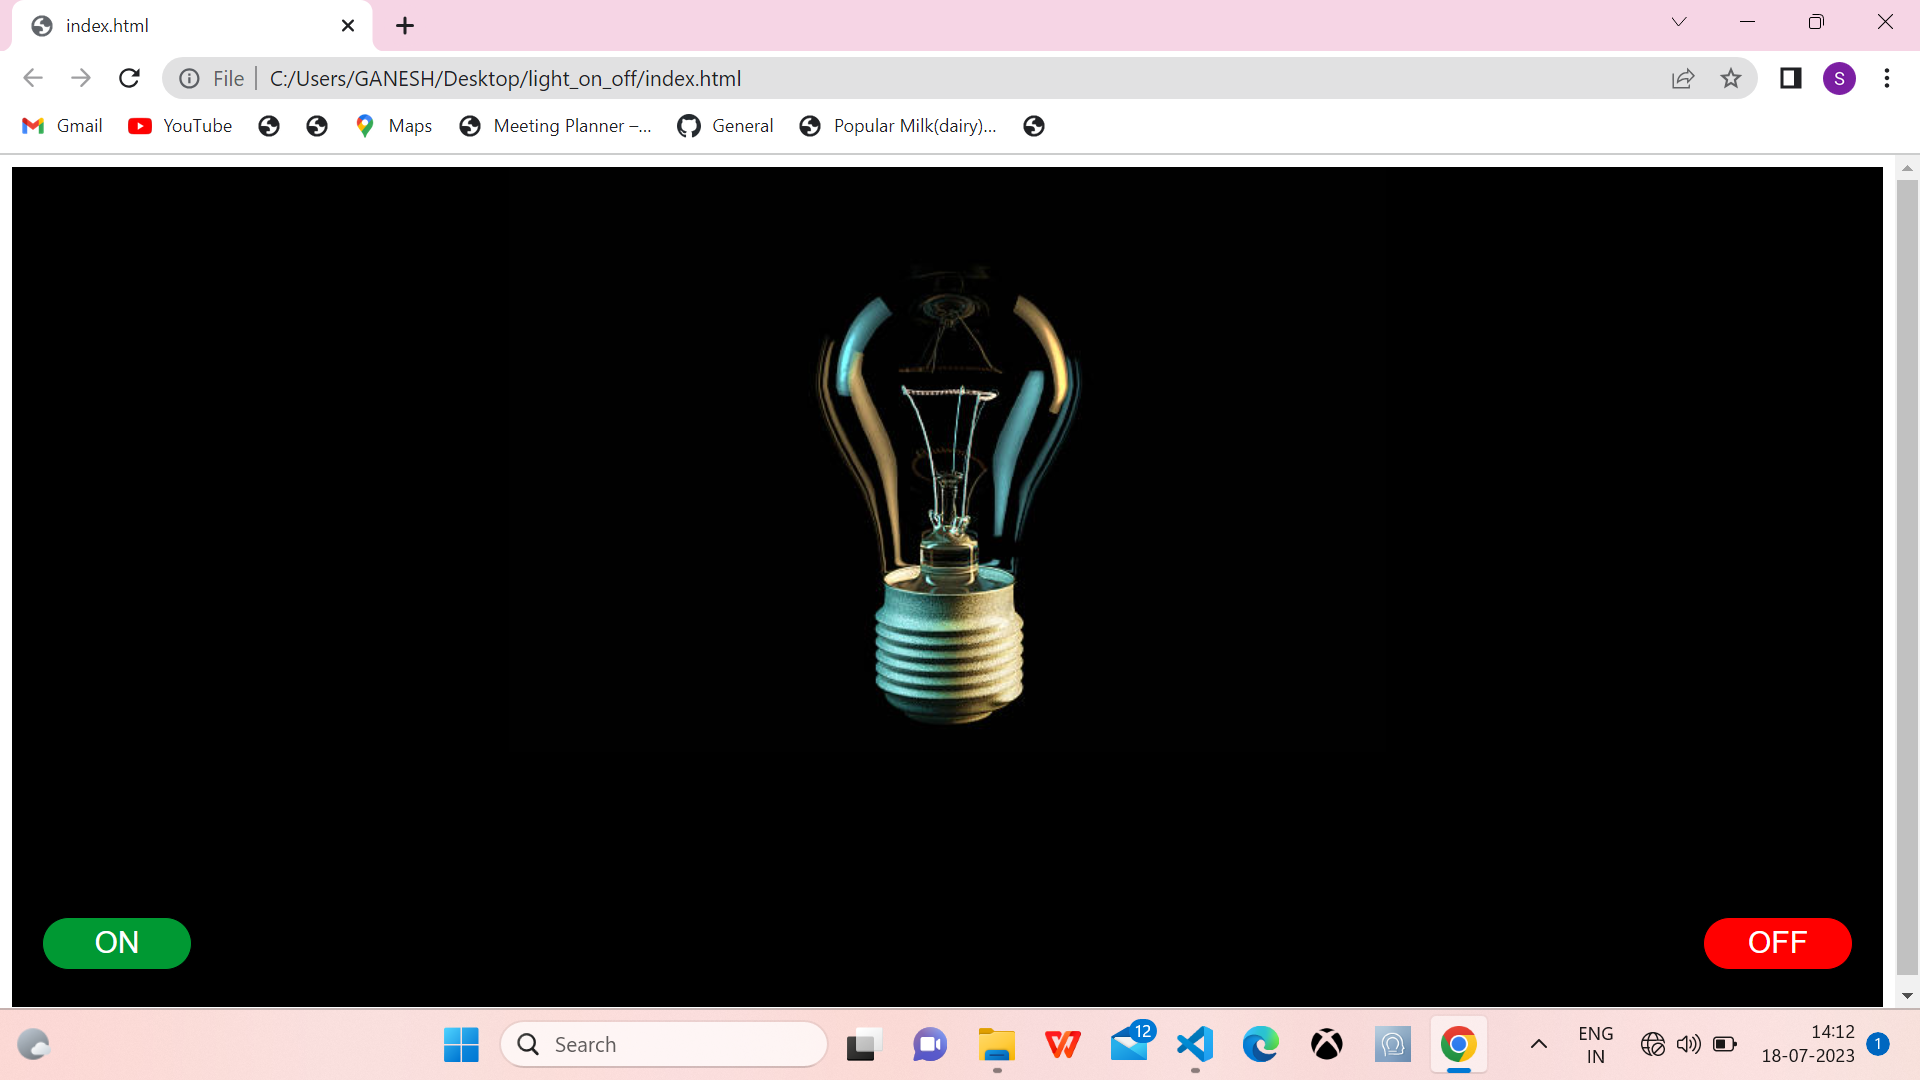 index.html
File C:/Users/GANESH/Desktop/light_on_off/index.html
S
Gmail YouTube Maps Meeting Planner –... General Popular Milk(dairy)...
ON OFF
Search
12
ENG
IN
14:12
18-07-2023
1